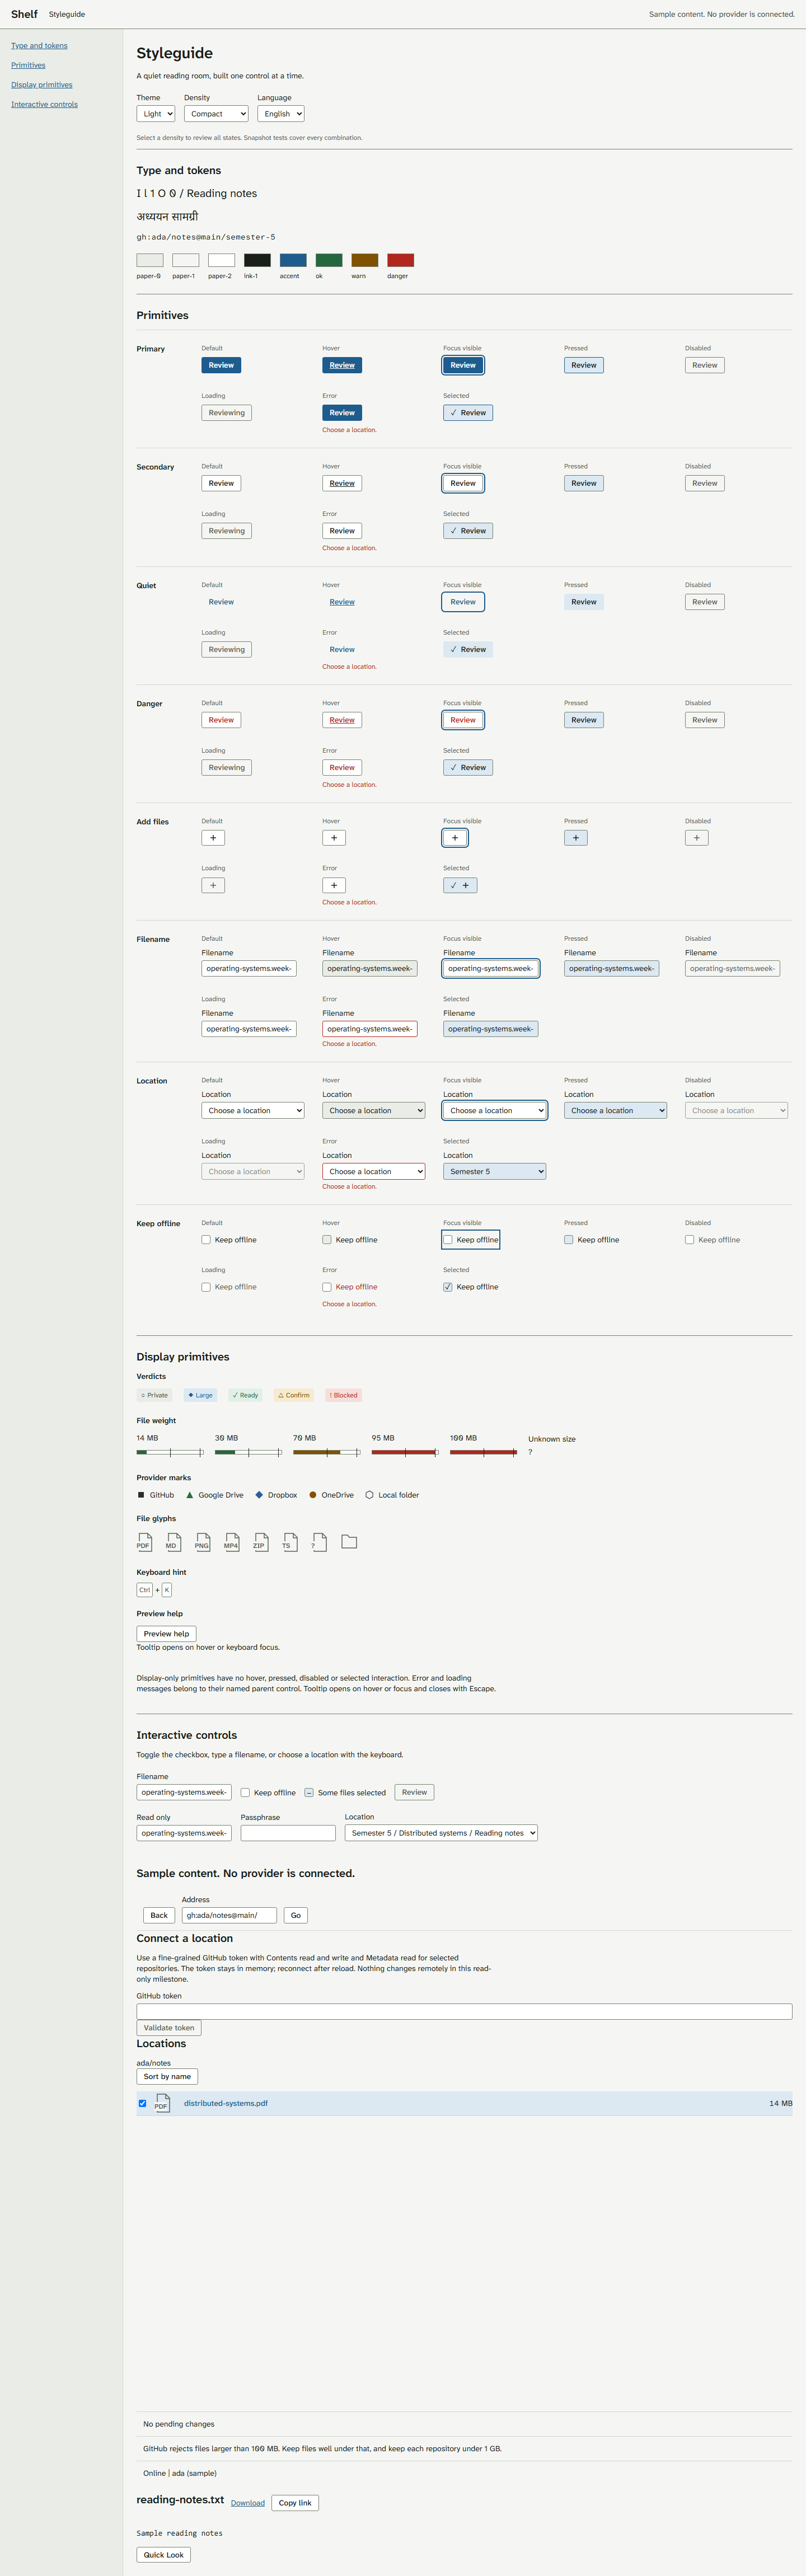 Shelf Styleguide Sample content. No provider is connected.
Type and tokens
Primitives
Display primitives
Interactive controls
Styleguide
A quiet reading room, built one control at a time.
Theme Density Language
Light Compact English
Select a density to review all states. Snapshot tests cover every combination.
Type and tokens
I l 1 O 0 / Reading notes
अध्ययन सामग्री
gh:ada/notes@main/semester-5
paper-0 paper-1 paper-2 ink-1 accent ok warn danger
Primitives
Primary Default Hover Focus visible Pressed Disabled
Review Review Review Review Review
Loading Error Selected
Reviewing Review ✓ Review
Choose a location.
Secondary Default Hover Focus visible Pressed Disabled
Review Review Review Review Review
Loading Error Selected
Reviewing Review ✓ Review
Choose a location.
Quiet Default Hover Focus visible Pressed Disabled
Review Review Review Review Review
Loading Error Selected
Reviewing Review ✓ Review
Choose a location.
Danger Default Hover Focus visible Pressed Disabled
Review Review Review Review Review
Loading Error Selected
Reviewing Review ✓ Review
Choose a location.
Add files Default Hover Focus visible Pressed Disabled
+ + + + +
Loading Error Selected
+ + ✓ +
Choose a location.
Filename Default Hover Focus visible Pressed Disabled
Filename Filename Filename Filename Filename
operating-systems.week- operating-systems.week- operating-systems.week- operating-systems.week- operating-systems.week-
Loading Error Selected
Filename Filename Filename
operating-systems.week- operating-systems.week- operating-systems.week-
Choose a location.
Location Default Hover Focus visible Pressed Disabled
Location Location Location Location Location
Choose a location Choose a location Choose a location Choose a location Choose a location
Loading Error Selected
Location Location Location
Choose a location Choose a location Semester 5
Choose a location.
Keep offline Default Hover Focus visible Pressed Disabled
Keep offline Keep offline Keep offline Keep offline Keep offline
Loading Error Selected
Keep offline Keep offline Keep offline
Choose a location.
Display primitives
Verdicts
○ Private ◆ Large ✓ Ready △ Confirm ! Blocked
File weight
14 MB 30 MB 70 MB 95 MB 100 MB Unknown size
?
Provider marks
GitHub Google Drive Dropbox OneDrive Local folder
File glyphs
PDF MD PNG MP4 ZIP TS ?
Keyboard hint
Ctrl + K
Preview help
Preview help
Tooltip opens on hover or keyboard focus.
Display-only primitives have no hover, pressed, disabled or selected interaction. Error and loading
messages belong to their named parent control. Tooltip opens on hover or focus and closes with Escape.
Interactive controls
Toggle the checkbox, type a filename, or choose a location with the keyboard.
Filename
operating-systems.week- Keep offline Some files selected Review
Read only Passphrase Location
operating-systems.week- Semester 5 / Distributed systems / Reading notes
Sample content. No provider is connected.
Address
Back gh:ada/notes@main/ Go
Connect a location
Use a fine-grained GitHub token with Contents read and write and Metadata read for selected
repositories. The token stays in memory; reconnect after reload. Nothing changes remotely in this read-
only milestone.
GitHub token
Validate token
Locations
ada/notes
Sort by name
PDF distributed-systems.pdf 14 MB
No pending changes
GitHub rejects files larger than 100 MB. Keep files well under that, and keep each repository under 1 GB.
Online | ada (sample)
reading-notes.txt Download Copy link
Sample reading notes
Quick Look